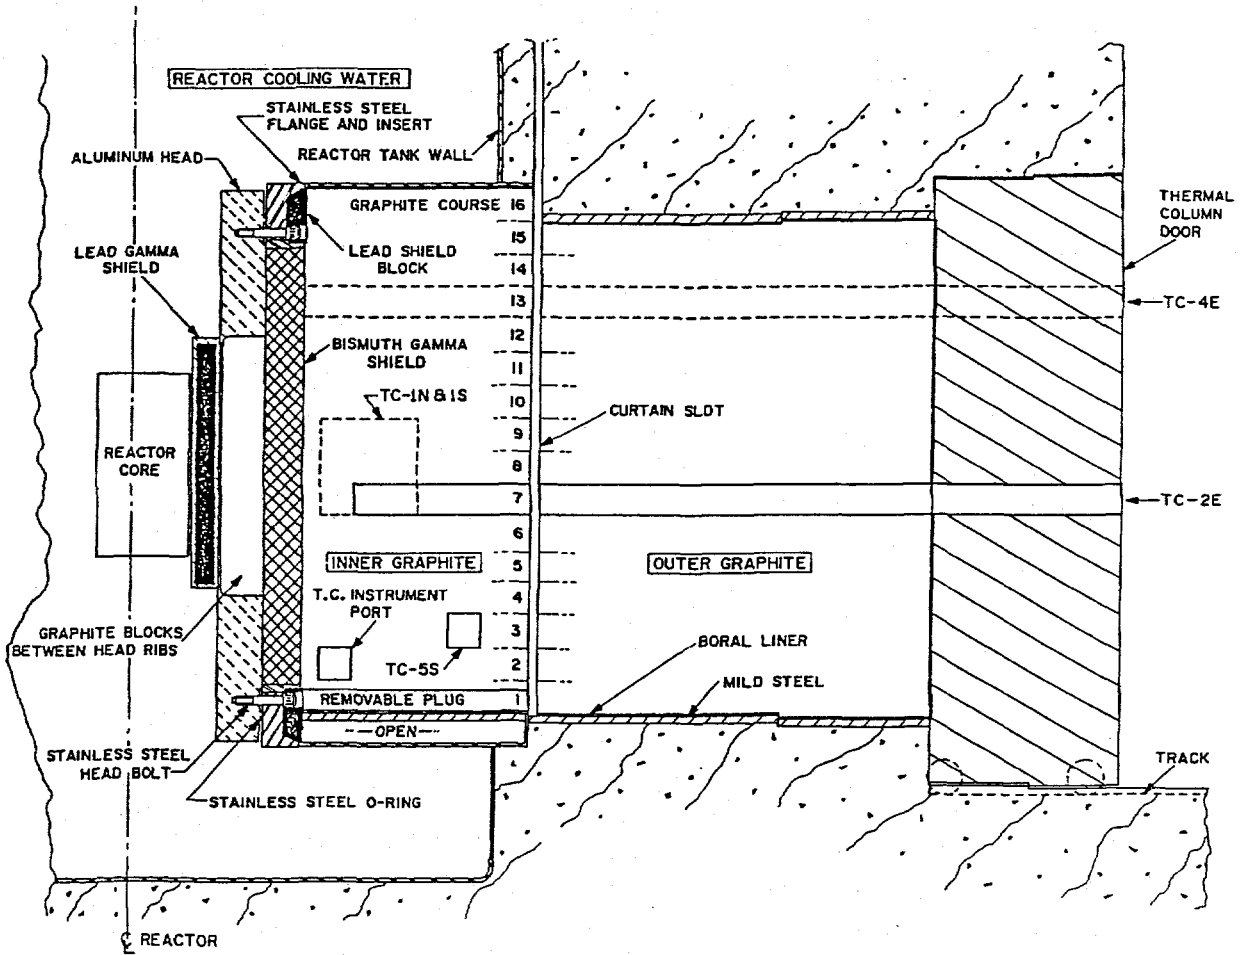 REACTOR COOLING WATER
STAINLESS STEEL
FLANGE AND INSERT
REACTOR TANK WALL
ALUMINUM HEAD
GRAPHITE COURSE 16
15
14
13
12
11
10
9
8
7
6
5
4
3
2
1
LEAD SHIELD
BLOCK
LEAD GAMMA
SHIELD
THERMAL
COLUMN
DOOR
TC-4E
BISMUTH GAMMA
SHIELD
TC-1N & 1S
CURTAIN SLOT
REACTOR
CORE
TC-2E
INNER GRAPHITE
OUTER GRAPHITE
T.C. INSTRUMENT
PORT
GRAPHITE BLOCKS
BETWEEN HEAD RIBS
TC-5S
BORAL LINER
MILD STEEL
REMOVABLE PLUG
--OPEN--
STAINLESS STEEL
HEAD BOLT
STAINLESS STEEL O-RING
TRACK
℄ REACTOR